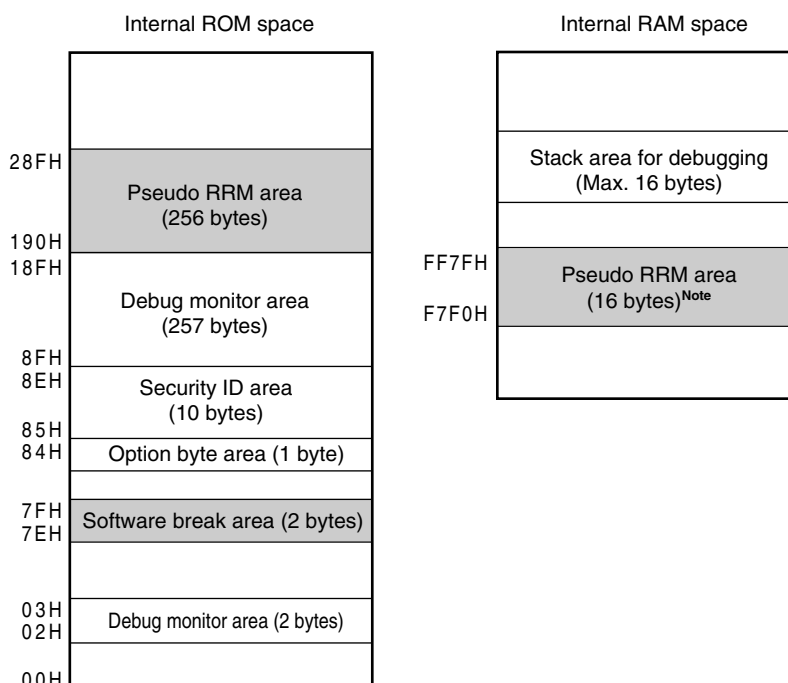 Internal ROM space
28FH
Pseudo RRM area
(256 bytes)
190H
18FH
Debug monitor area
(257 bytes)
8FH
8EH
Security ID area
(10 bytes)
85H
84H
Option byte area (1 byte)
7FH
Software break area (2 bytes)
7EH
03H
Debug monitor area (2 bytes)
02H
00H
Internal RAM space
Stack area for debugging
(Max. 16 bytes)
FF7FH
Pseudo RRM area
(16 bytes)Note
F7F0H